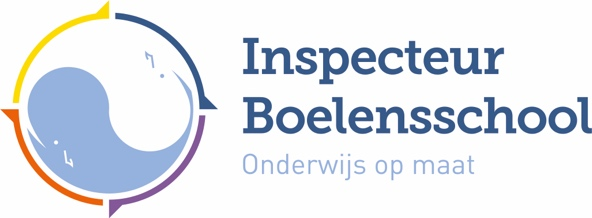 Inspecteur
Boelensschool
Onderwijs op maat